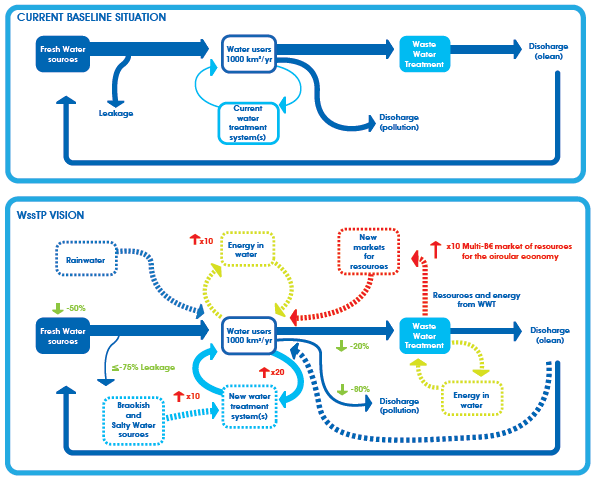 CURRENT BASELINE SITUATION
Fresh Water
sources
Water users
1000 km³/yr
Waste
Water
Treatment
Discharge
(clean)
Leakage
Current
water
treatment
system(s)
Discharge
(pollution)
WssTP VISION
Rainwater
x10
Energy in
water
New
markets
for
resources
x10 Multi-B€ market of resources
for the circular economy
Resources and energy
from WWT
-50%
Fresh Water
sources
Water users
1000 km³/yr
Waste
Water
Treatment
Discharge
(clean)
-20%
≤-75% Leakage
x20
x10
-80%
Brackish
and
Salty Water
sources
New water
treatment
system(s)
Discharge
(pollution)
Energy in
water